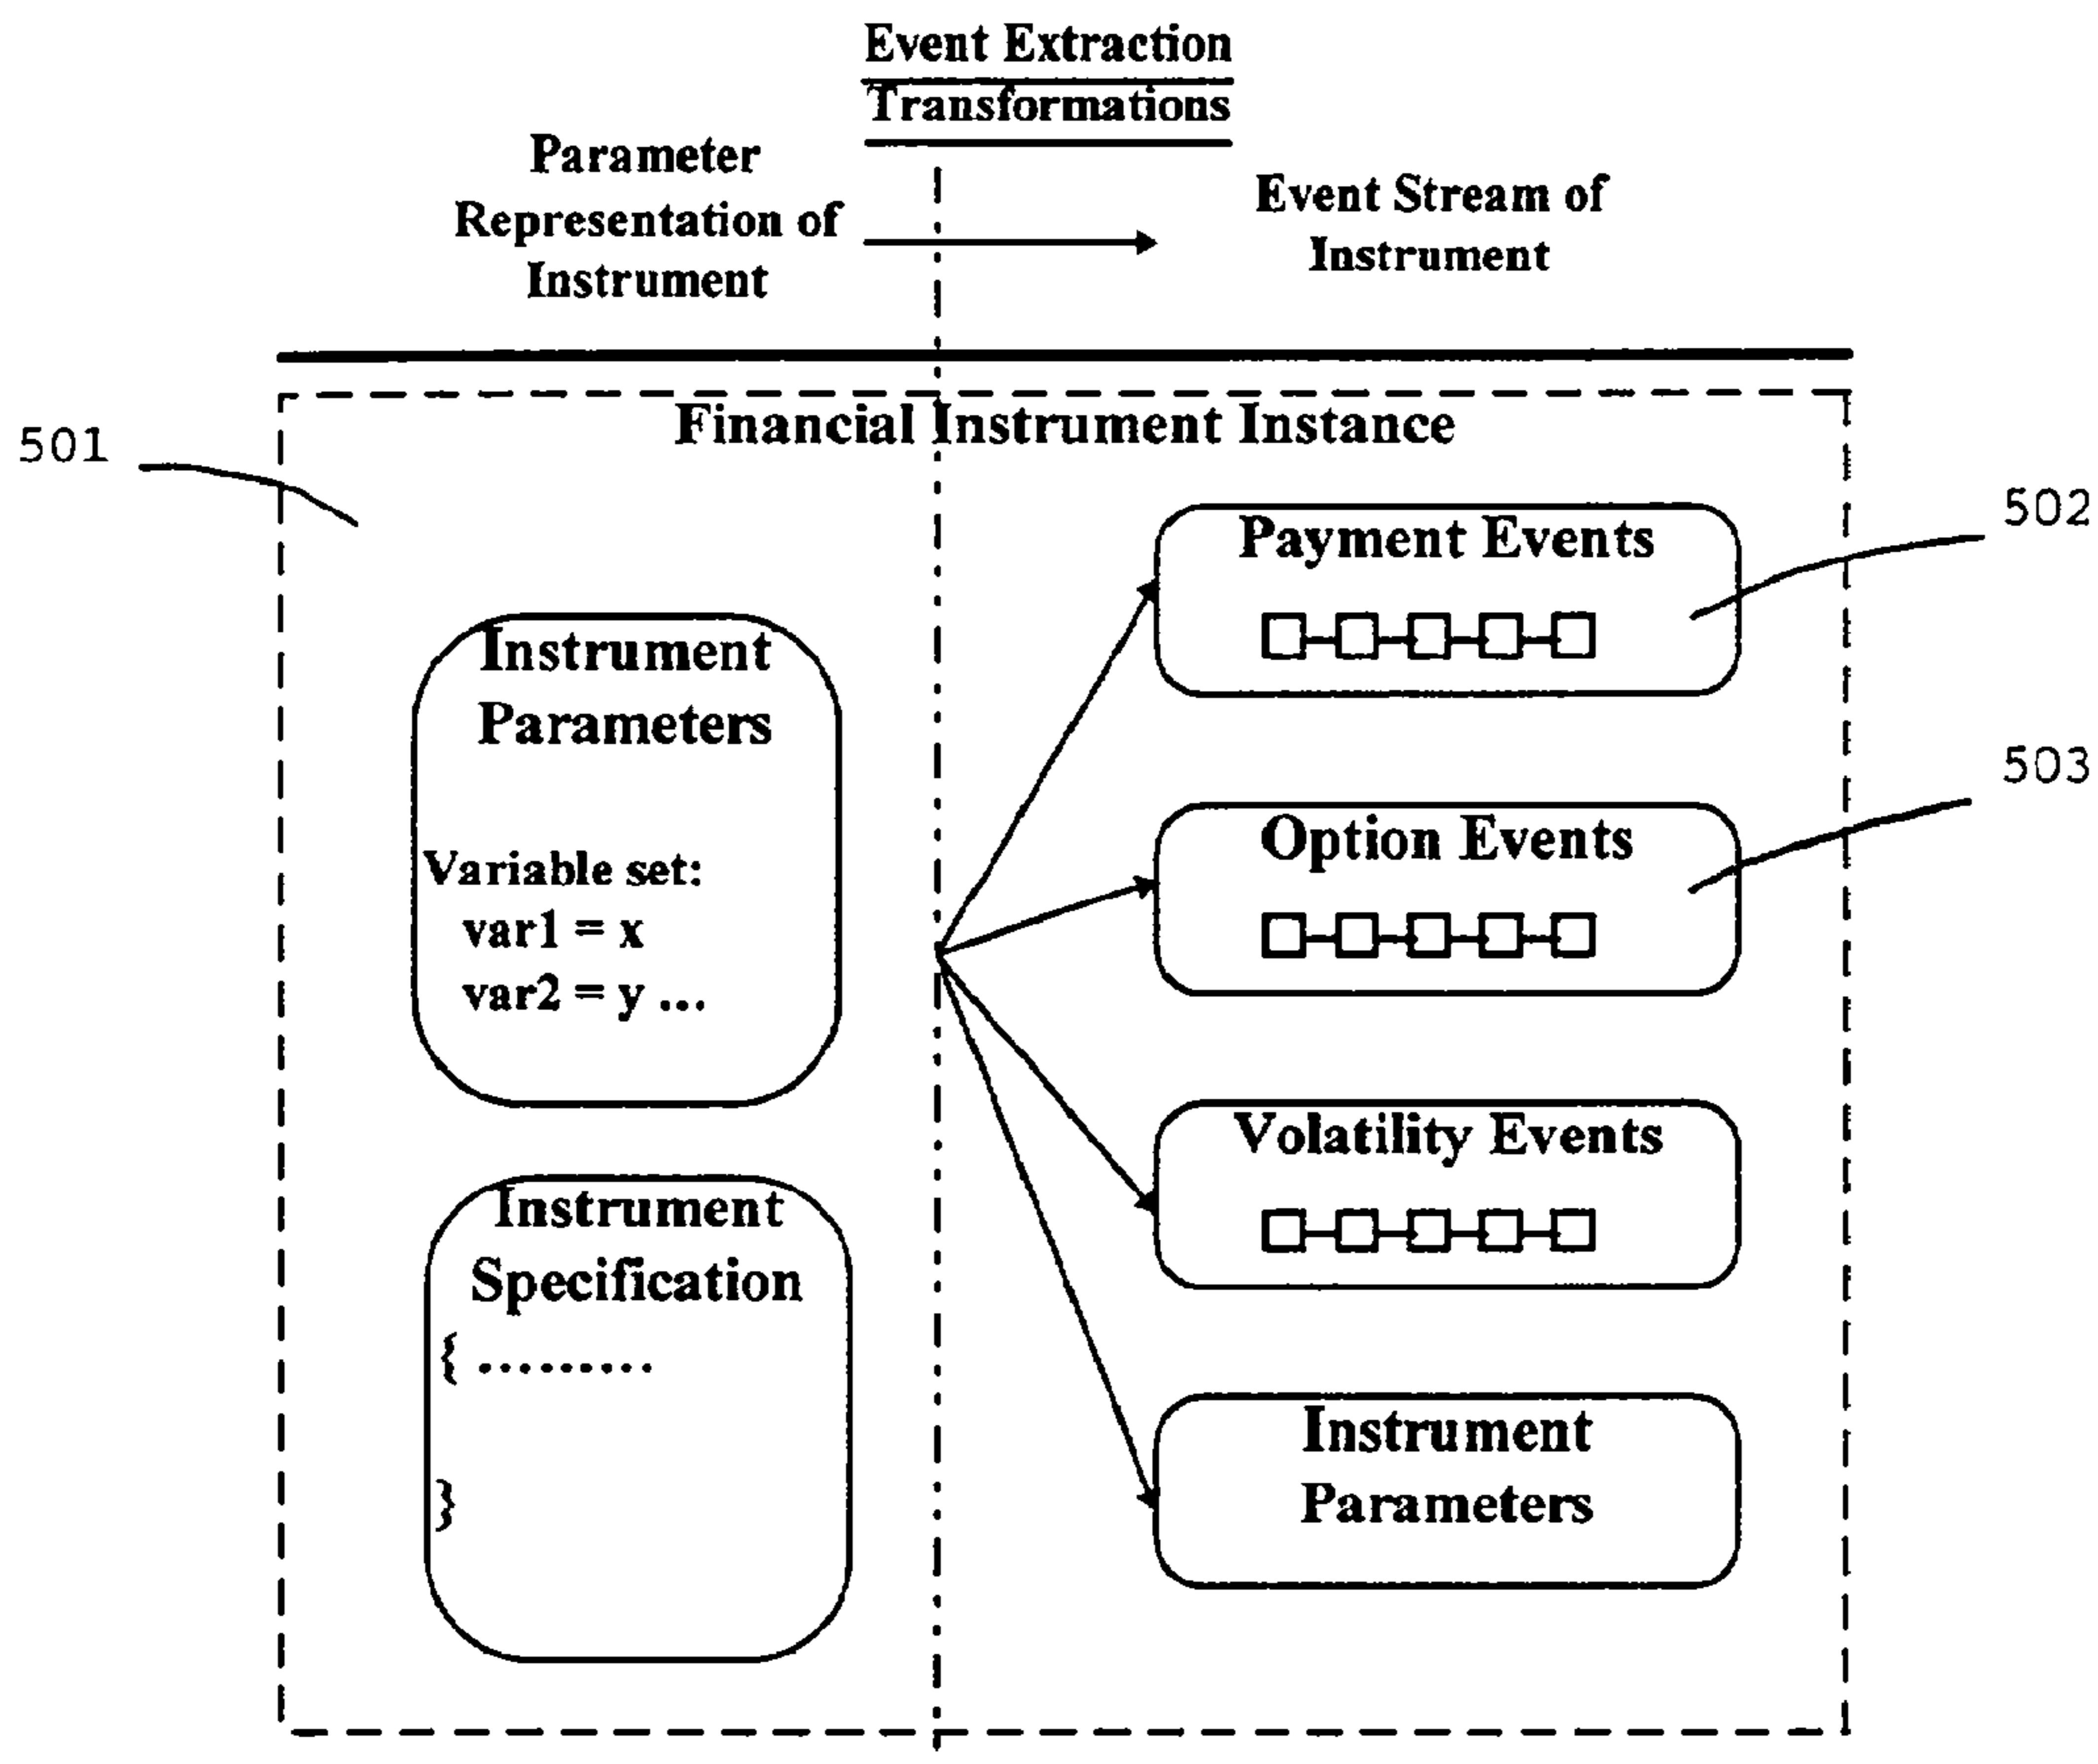 Event Extraction
Transformations
Parameter
Representation of
Instrument
Event Stream of
Instrument
Financial Instrument Instance
501
502
503
Instrument
Parameters
Variable set:
var1 = x
var2 = y ...
Instrument
Specification
{ .........
}
Payment Events
Option Events
Volatility Events
Instrument
Parameters